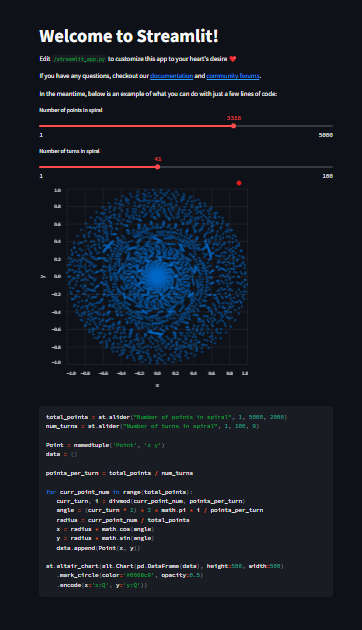 Welcome to Streamlit!
Edit /streamlit_app.py to customize this app to your heart's desire ❤️
If you have any questions, checkout our documentation and community forums.
In the meantime, below is an example of what you can do with just a few lines of code:
Number of points in spiral
3328
1 5000
Number of turns in spiral
41
1 100
1.0
0.8
0.6
0.4
0.2
0.0
−0.2
−0.4
−0.6
−0.8
−1.0
y
−1.0 −0.8 −0.6 −0.4 −0.2 0.0 0.2 0.4 0.6 0.8 1.0
x
total_points = st.slider("Number of points in spiral", 1, 5000, 2000)
num_turns = st.slider("Number of turns in spiral", 1, 100, 9)
Point = namedtuple('Point', 'x y')
data = []
points_per_turn = total_points / num_turns
for curr_point_num in range(total_points):
curr_turn, i = divmod(curr_point_num, points_per_turn)
angle = (curr_turn + 1) * 2 * math.pi * i / points_per_turn
radius = curr_point_num / total_points
x = radius * math.cos(angle)
y = radius * math.sin(angle)
data.append(Point(x, y))
st.altair_chart(alt.Chart(pd.DataFrame(data), height=500, width=500)
.mark_circle(color='#0068c9', opacity=0.5)
.encode(x='x:Q', y='y:Q'))